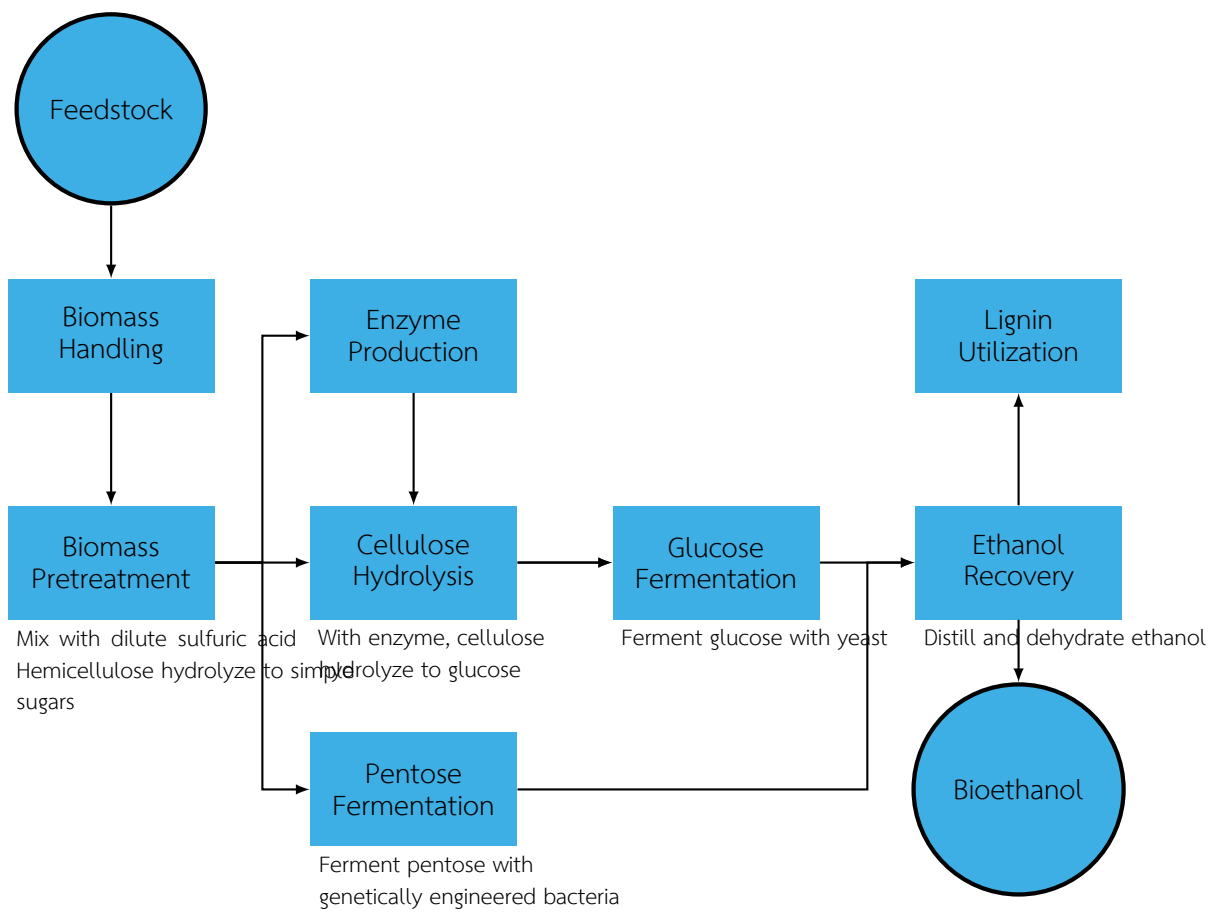 Feedstock
Biomass
Handling
Enzyme
Production
Lignin
Utilization
Biomass
Pretreatment
Mix with dilute sulfuric acid
Hemicellulose hydrolyze to simple
sugars
Cellulose
Hydrolysis
With enzyme, cellulose
hydrolyze to glucose
Glucose
Fermentation
Ferment glucose with yeast
Ethanol
Recovery
Distill and dehydrate ethanol
Pentose
Fermentation
Ferment pentose with
genetically engineered bacteria
Bioethanol